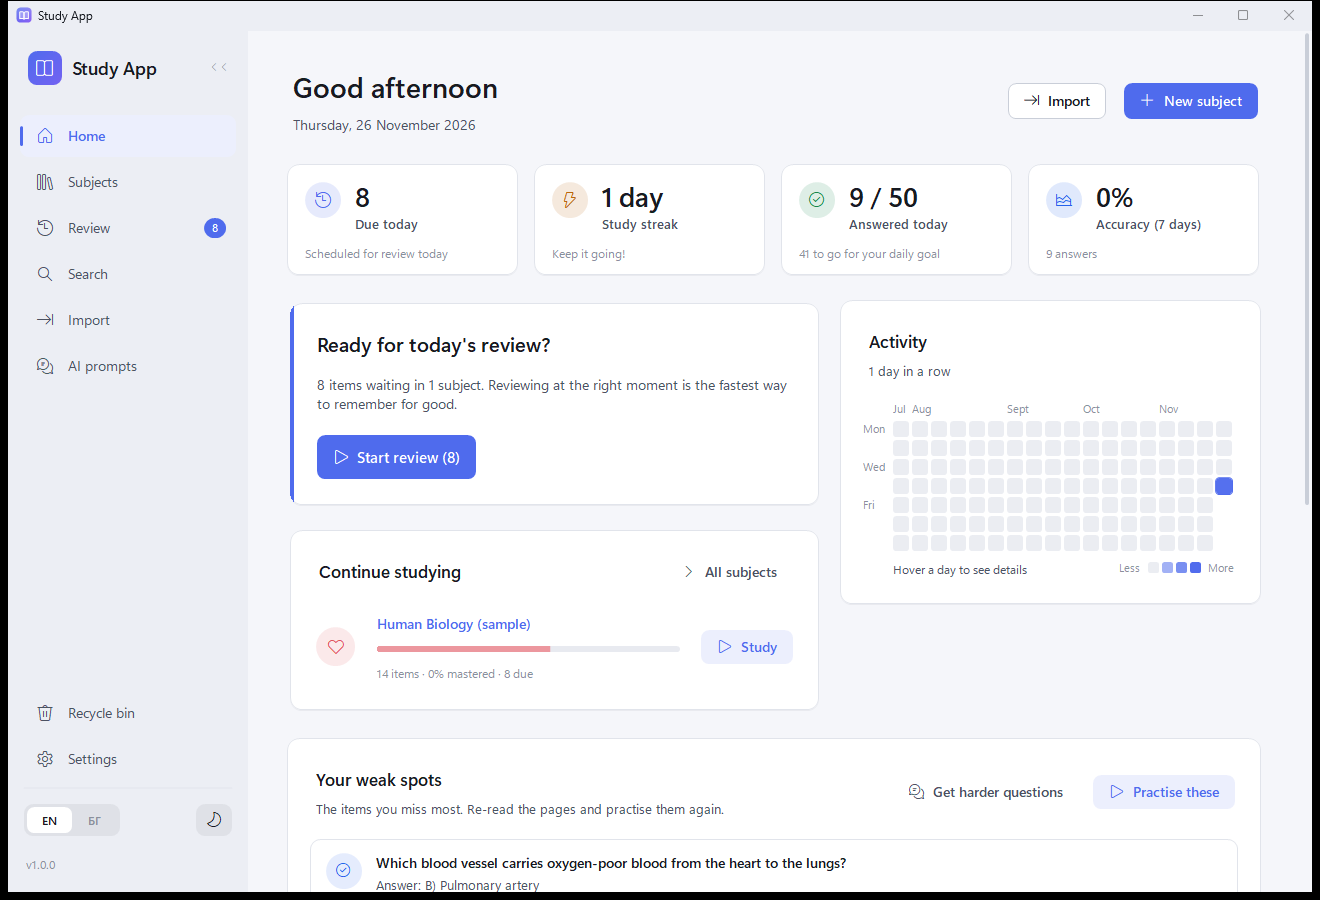 Study App
Study App
Home
Subjects
Review 8
Search
Import
AI prompts
Recycle bin
Settings
EN БГ
v1.0.0
Good afternoon
Thursday, 26 November 2026
Import
New subject
8
Due today
Scheduled for review today
1 day
Study streak
Keep it going!
9 / 50
Answered today
41 to go for your daily goal
0%
Accuracy (7 days)
9 answers
Ready for today's review?
8 items waiting in 1 subject. Reviewing at the right moment is the fastest way
to remember for good.
Start review (8)
Activity
1 day in a row
Jul Aug Sept Oct Nov
Mon
Wed
Fri
Hover a day to see details
Less More
Continue studying
All subjects
Human Biology (sample)
14 items · 0% mastered · 8 due
Study
Your weak spots
The items you miss most. Re-read the pages and practise them again.
Get harder questions
Practise these
Which blood vessel carries oxygen-poor blood from the heart to the lungs?
Answer: B) Pulmonary artery